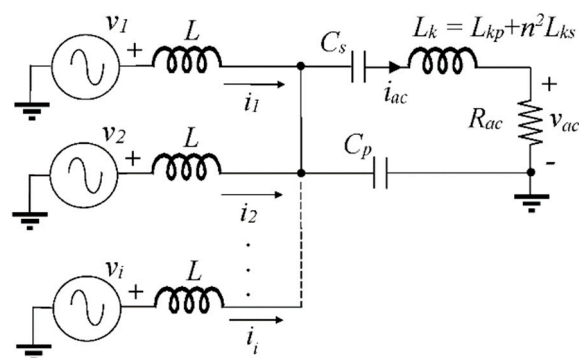 v1
+
L
i1
Cs
iac
Lk = Lkp+n²Lks
+
Rac
vac
-
v2
+
L
i2
Cp
vi
+
L
ii